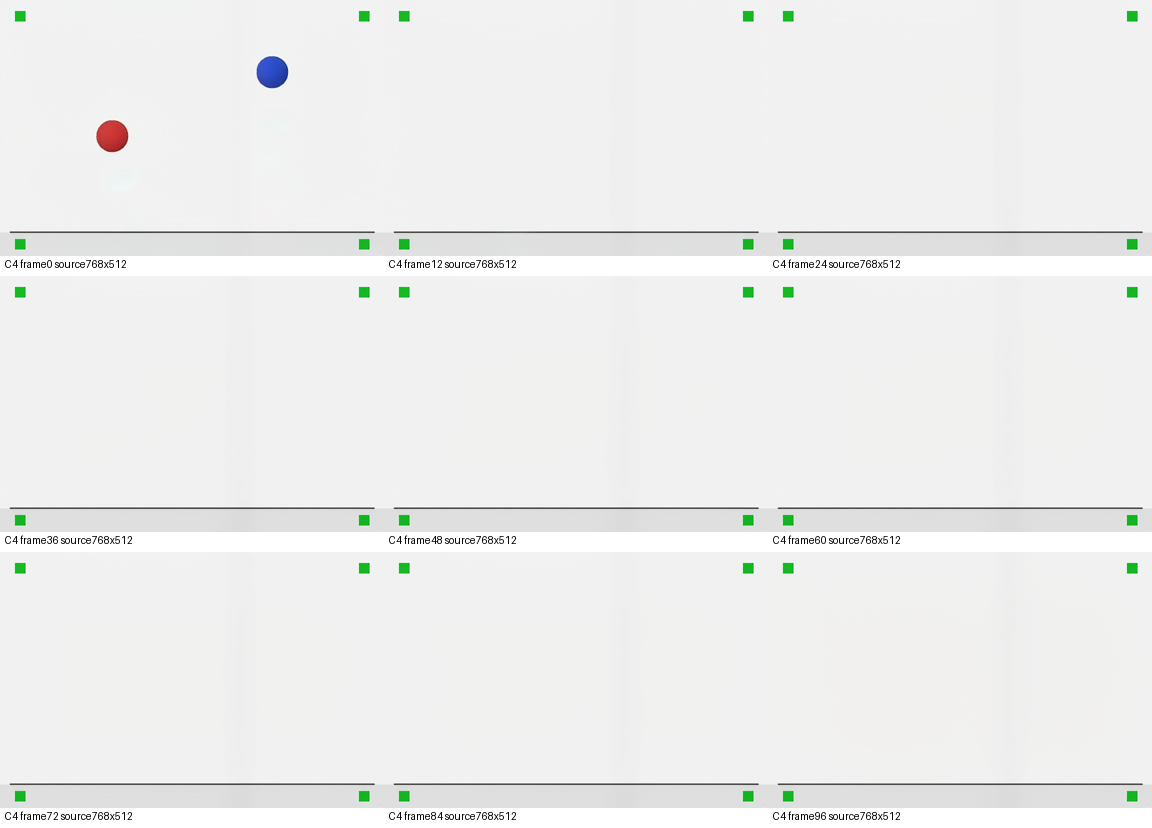 C4 frame0 source768x512
C4 frame12 source768x512
C4 frame24 source768x512
C4 frame36 source768x512
C4 frame48 source768x512
C4 frame60 source768x512
C4 frame72 source768x512
C4 frame84 source768x512
C4 frame96 source768x512